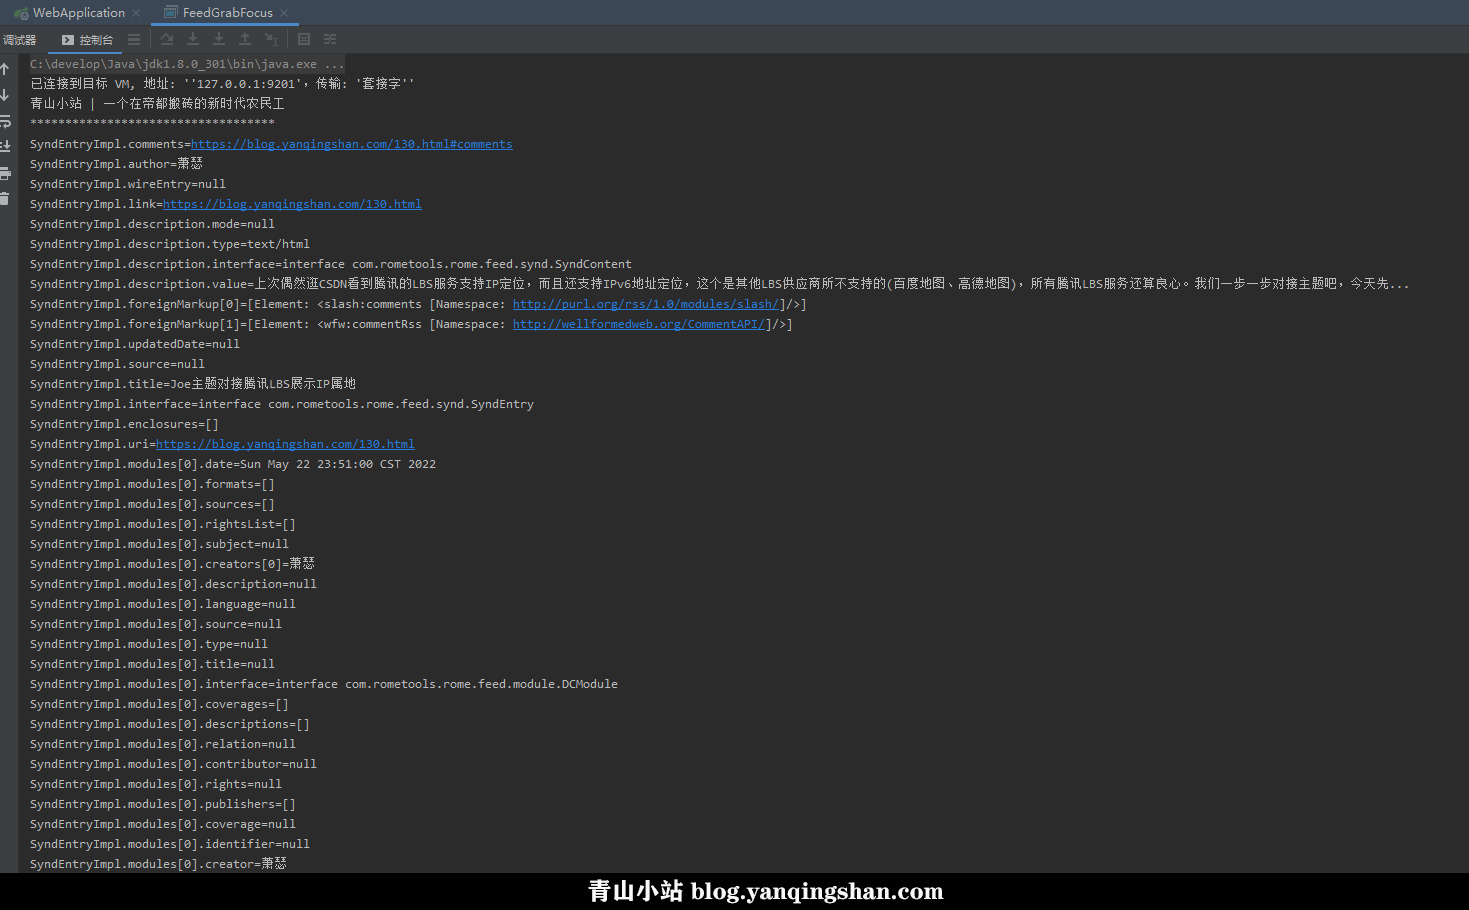 WebApplication
FeedGrabFocus
调试器
控制台
C:\develop\Java\jdk1.8.0_301\bin\java.exe ...
已连接到目标 VM, 地址: ''127.0.0.1:9201'，传输: '套接字''
青山小站 | 一个在帝都搬砖的新时代农民工
***********************************
SyndEntryImpl.comments=https://blog.yanqingshan.com/130.html#comments
SyndEntryImpl.author=萧瑟
SyndEntryImpl.wireEntry=null
SyndEntryImpl.link=https://blog.yanqingshan.com/130.html
SyndEntryImpl.description.mode=null
SyndEntryImpl.description.type=text/html
SyndEntryImpl.description.interface=interface com.rometools.rome.feed.synd.SyndContent
SyndEntryImpl.description.value=上次偶然逛CSDN看到腾讯的LBS服务支持IP定位，而且还支持IPv6地址定位，这个是其他LBS供应商所不支持的(百度地图、高德地图)，所有腾讯LBS服务还算良心。我们一步一步对接主题吧，今天先...
SyndEntryImpl.foreignMarkup[0]=[Element: <slash:comments [Namespace: http://purl.org/rss/1.0/modules/slash/]/>]
SyndEntryImpl.foreignMarkup[1]=[Element: <wfw:commentRss [Namespace: http://wellformedweb.org/CommentAPI/]/>]
SyndEntryImpl.updatedDate=null
SyndEntryImpl.source=null
SyndEntryImpl.title=Joe主题对接腾讯LBS展示IP属地
SyndEntryImpl.interface=interface com.rometools.rome.feed.synd.SyndEntry
SyndEntryImpl.enclosures=[]
SyndEntryImpl.uri=https://blog.yanqingshan.com/130.html
SyndEntryImpl.modules[0].date=Sun May 22 23:51:00 CST 2022
SyndEntryImpl.modules[0].formats=[]
SyndEntryImpl.modules[0].sources=[]
SyndEntryImpl.modules[0].rightsList=[]
SyndEntryImpl.modules[0].subject=null
SyndEntryImpl.modules[0].creators[0]=萧瑟
SyndEntryImpl.modules[0].description=null
SyndEntryImpl.modules[0].language=null
SyndEntryImpl.modules[0].source=null
SyndEntryImpl.modules[0].type=null
SyndEntryImpl.modules[0].title=null
SyndEntryImpl.modules[0].interface=interface com.rometools.rome.feed.module.DCModule
SyndEntryImpl.modules[0].coverages=[]
SyndEntryImpl.modules[0].descriptions=[]
SyndEntryImpl.modules[0].relation=null
SyndEntryImpl.modules[0].contributor=null
SyndEntryImpl.modules[0].rights=null
SyndEntryImpl.modules[0].publishers=[]
SyndEntryImpl.modules[0].coverage=null
SyndEntryImpl.modules[0].identifier=null
SyndEntryImpl.modules[0].creator=萧瑟
青山小站 blog.yanqingshan.com